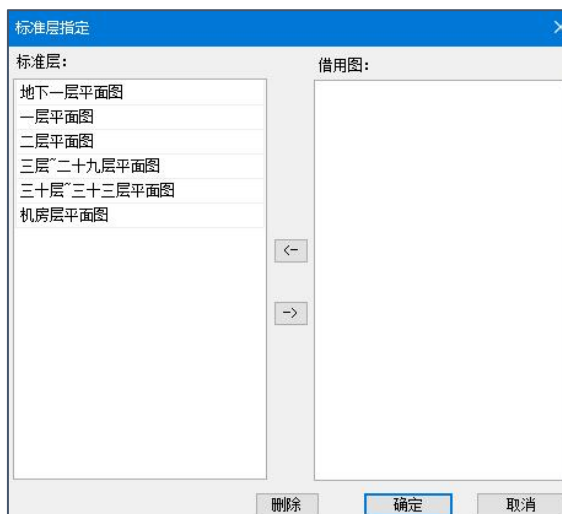 标准层指定
标准层：
借用图：
地下一层平面图
一层平面图
二层平面图
三层~二十九层平面图
三十层~三十三层平面图
机房层平面图
<-
->
删除
确定
取消